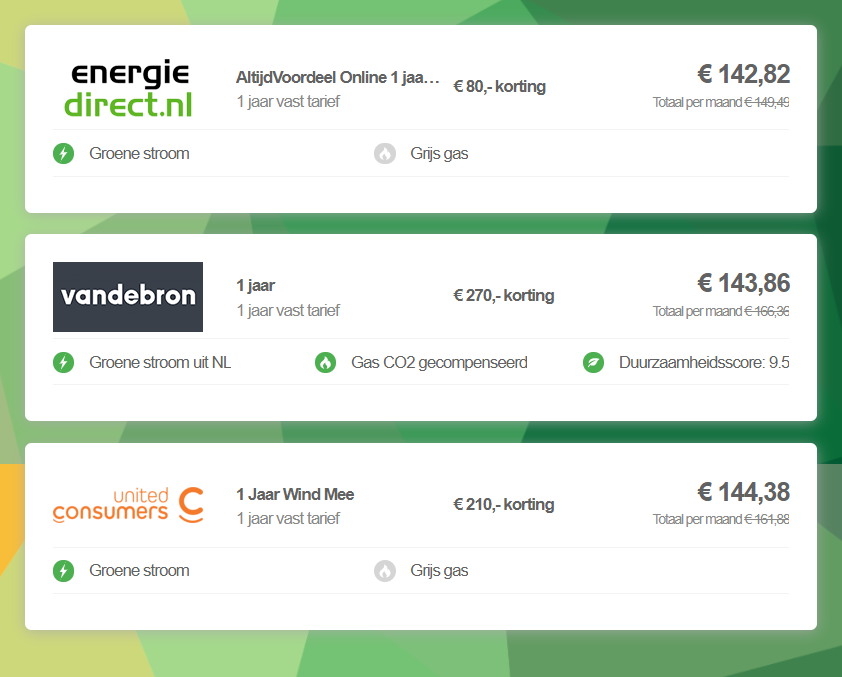 energie
direct.nl
AltijdVoordeel Online 1 jaa...
1 jaar vast tarief
€ 80,- korting
€ 142,82
Totaal per maand € 149,49
Groene stroom
Grijs gas
vandebron
1 jaar
1 jaar vast tarief
€ 270,- korting
€ 143,86
Totaal per maand € 166,36
Groene stroom uit NL
Gas CO2 gecompenseerd
Duurzaamheidsscore: 9.5
united
consumers
1 Jaar Wind Mee
1 jaar vast tarief
€ 210,- korting
€ 144,38
Totaal per maand € 161,88
Groene stroom
Grijs gas